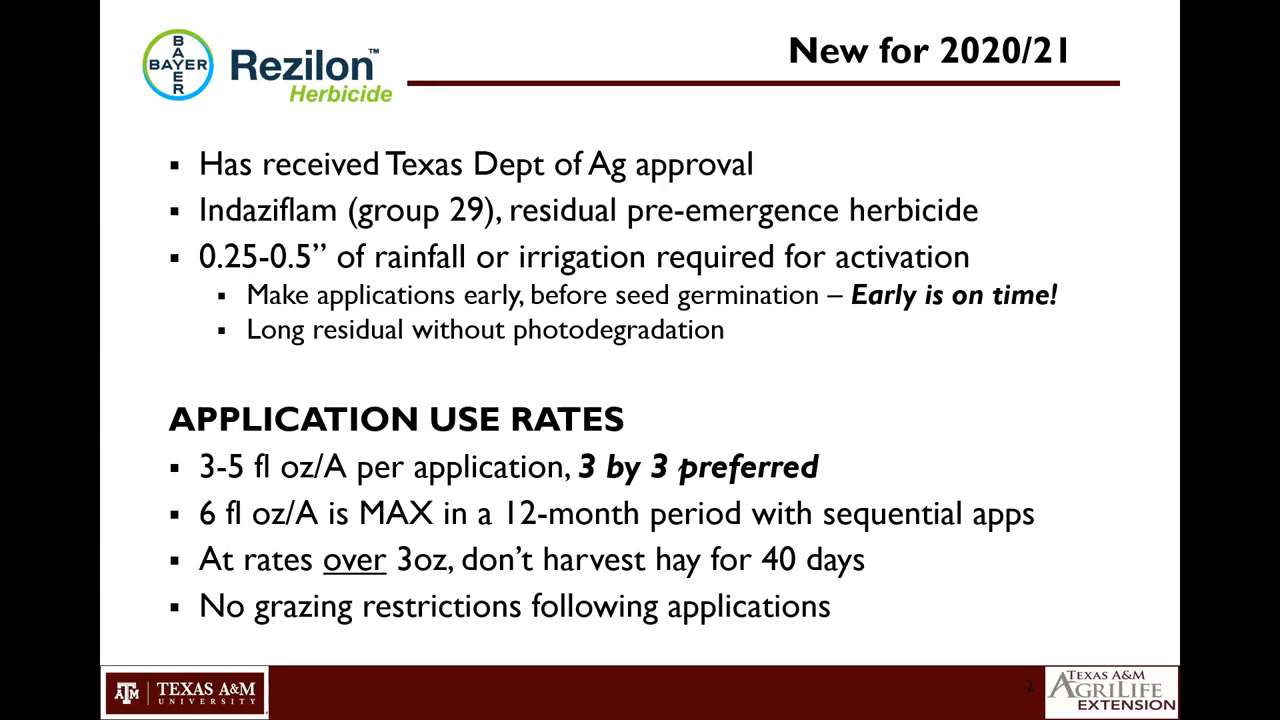 BAYER
BAYER
Rezilon™
Herbicide
New for 2020/21
▪ Has received Texas Dept of Ag approval
▪ Indaziflam (group 29), residual pre-emergence herbicide
▪ 0.25-0.5” of rainfall or irrigation required for activation
▪ Make applications early, before seed germination – Early is on time!
▪ Long residual without photodegradation
APPLICATION USE RATES
▪ 3-5 fl oz/A per application, 3 by 3 preferred
▪ 6 fl oz/A is MAX in a 12-month period with sequential apps
▪ At rates over 3oz, don’t harvest hay for 40 days
▪ No grazing restrictions following applications
ATM
TEXAS A&M
UNIVERSITY
2
TEXAS A&M
AGRILIFE
EXTENSION